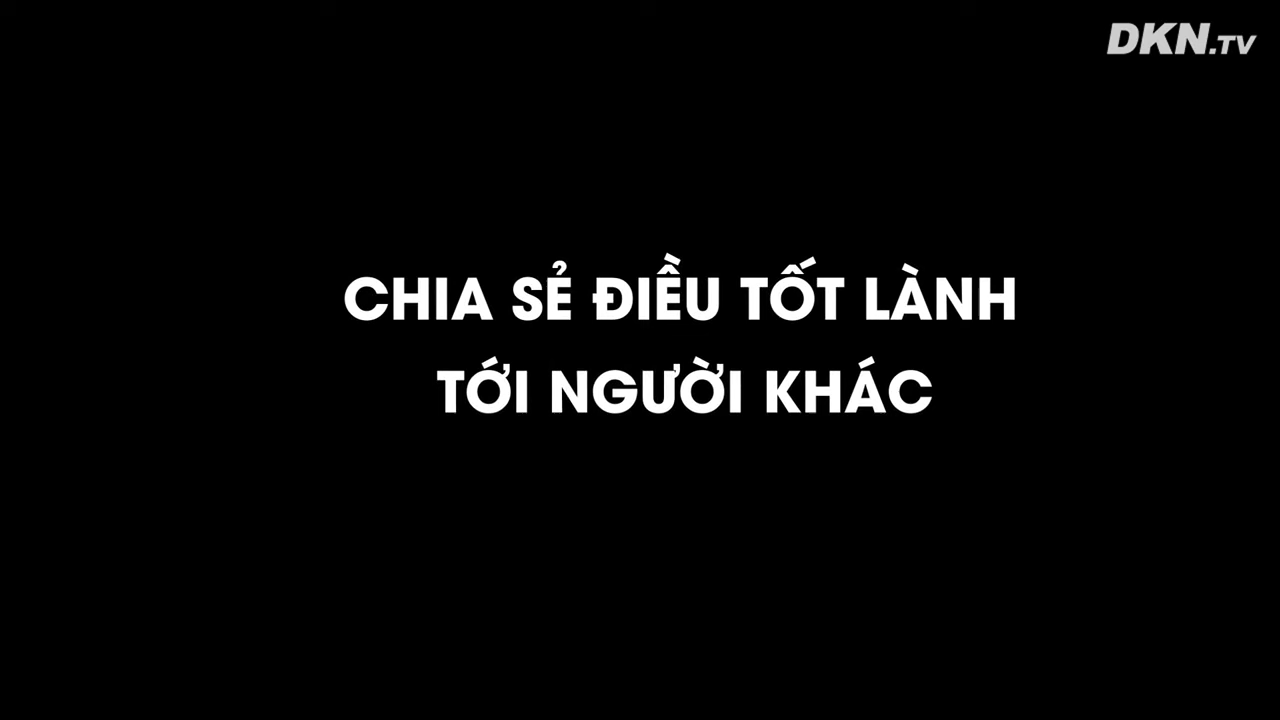 DKN.TV
CHIA SẺ ĐIỀU TỐT LÀNH
TỚI NGƯỜI KHÁC